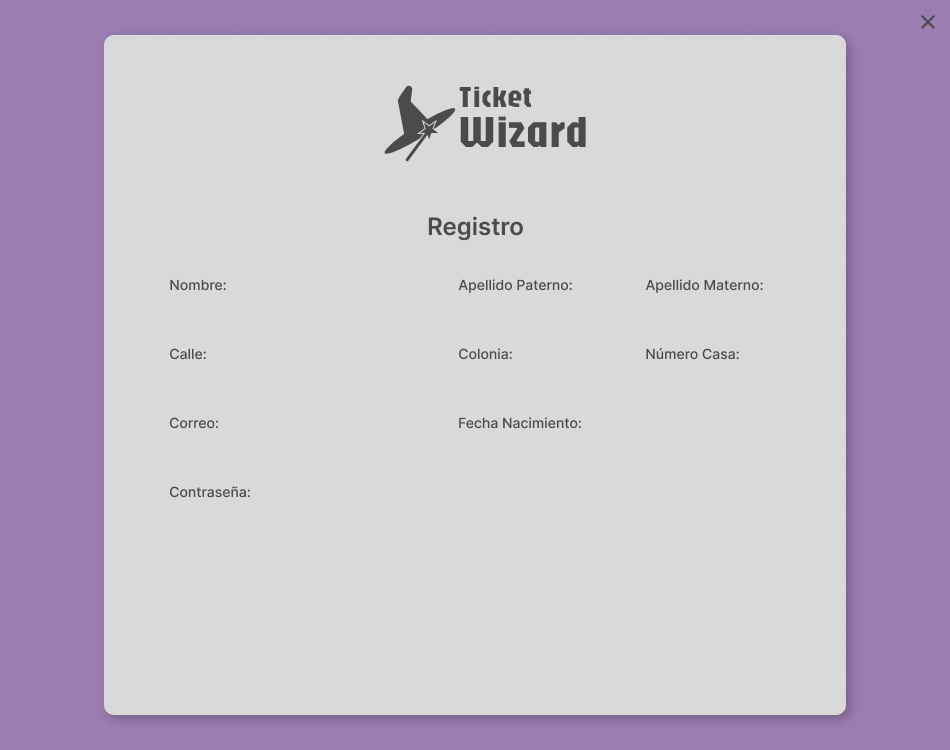 Ticket
Wizard
Registro
Nombre: Apellido Paterno: Apellido Materno:
Calle: Colonia: Número Casa:
Correo: Fecha Nacimiento:
Contraseña: